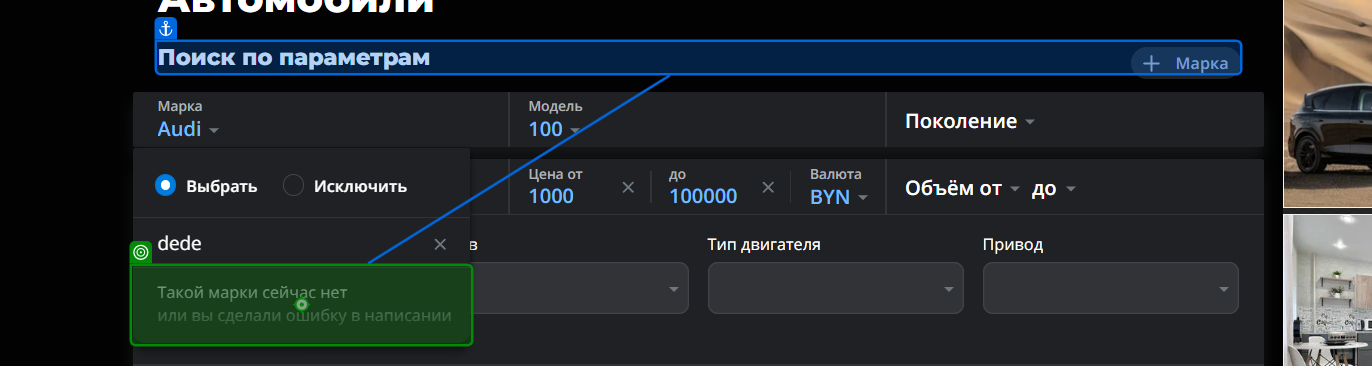 Автомобили
Поиск по параметрам
Марка
Марка
Audi
Модель
100
Поколение
Выбрать
Исключить
Цена от
1000
до
100000
Валюта
BYN
Объём от
до
dede
в
Тип двигателя
Привод
Такой марки сейчас нет
или вы сделали ошибку в написании